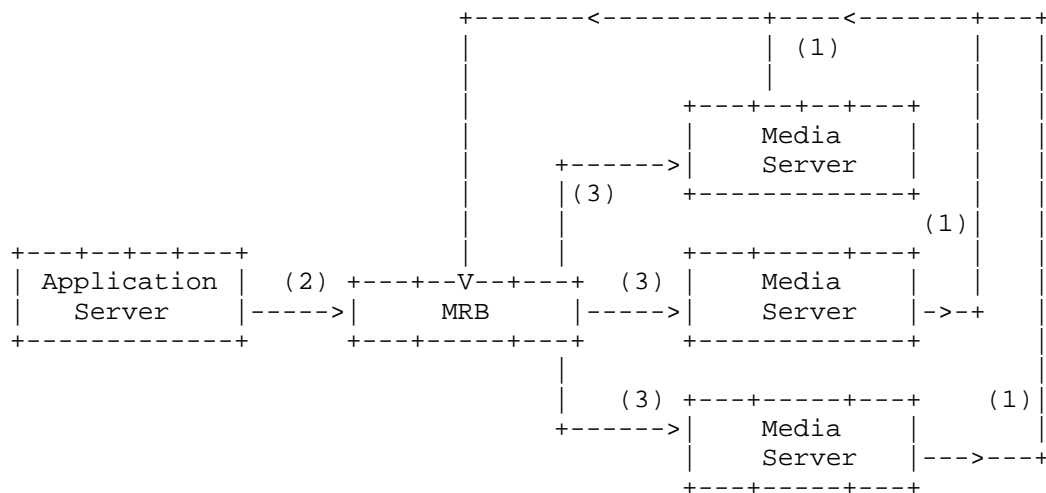 (1)
Media
Server
(3)
(1)
Application (2) (3) Media
Server MRB Server
(3) (1)
Media
Server